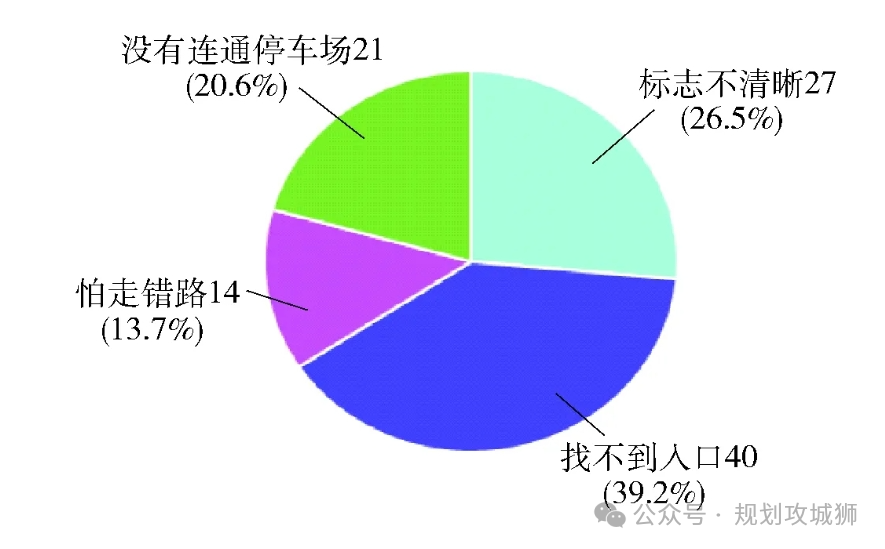 没有连通停车场21
(20.6%)
标志不清晰27
(26.5%)
怕走错路14
(13.7%)
找不到入口40
(39.2%)
公众号 · 规划攻城狮